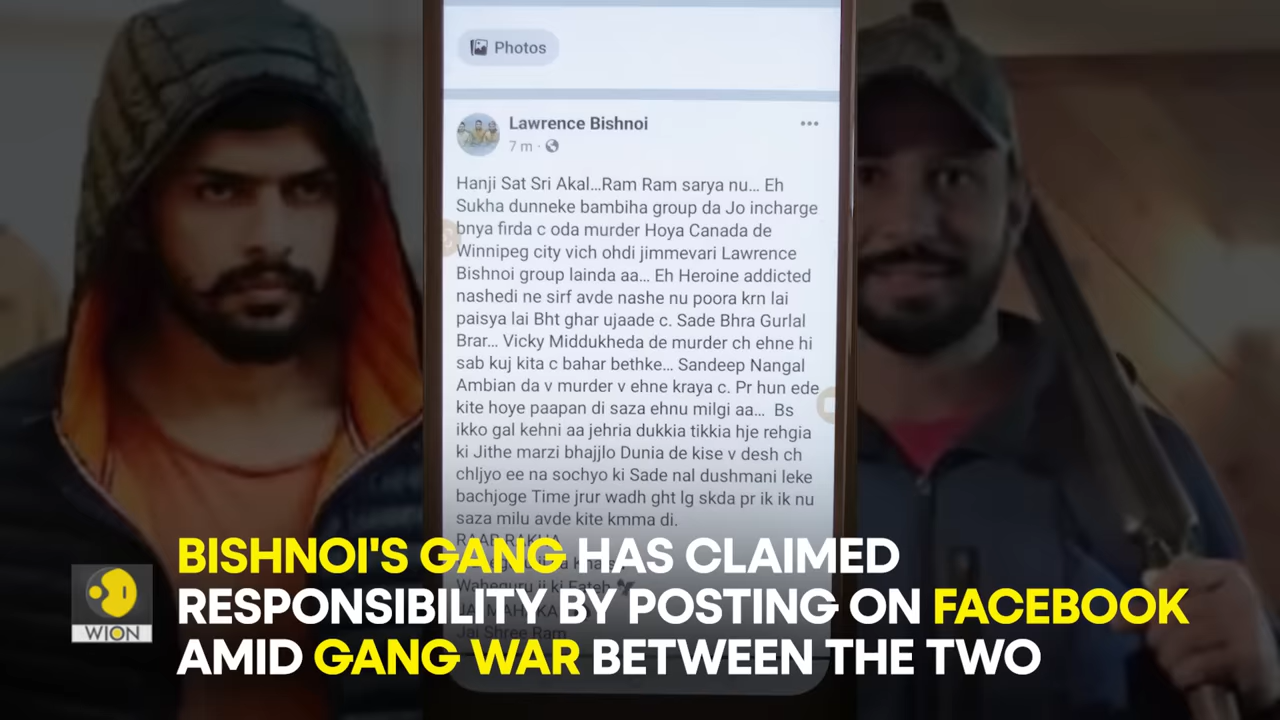 Photos
Lawrence Bishnoi
7 m ·
Hanji Sat Sri Akal...Ram Ram sarya nu... Eh
Sukha dunneke bambiha group da Jo incharge
bnya firda c oda murder Hoya Canada de
Winnipeg city vich ohdi jimmevari Lawrence
Bishnoi group lainda aa... Eh Heroine addicted
nashedi ne sirf avde nashe nu poora krn lai
paisya lai Bht ghar ujaade c. Sade Bhra Gurlal
Brar... Vicky Middukheda de murder ch ehne hi
sab kuj kita c bahar bethke... Sandeep Nangal
Ambian da v murder v ehne kraya c. Pr hun ede
kite hoye paapan di saza ehnu milgi aa... Bs
ikko gal kehni aa jehria dukkia tikkia hje rehgia
ki Jithe marzi bhajjlo Dunia de kise v desh ch
chljyo ee na sochyo ki Sade nal dushmani leke
bachjoge Time jrur wadh ght lg skda pr ik ik nu
saza milu avde kite kmma di.
Waheguru ji ki Fateh
Jai Shree Ram
BISHNOI'S GANG HAS CLAIMED
RESPONSIBILITY BY POSTING ON FACEBOOK
AMID GANG WAR BETWEEN THE TWO
WION